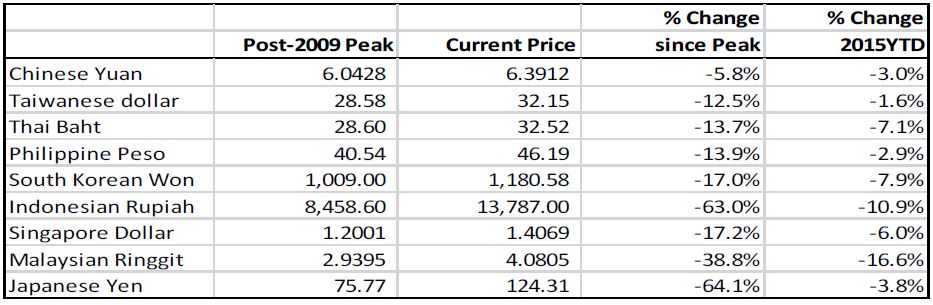 % Change % Change
Post-2009 Peak Current Price since Peak 2015YTD
Chinese Yuan 6.0428 6.3912 -5.8% -3.0%
Taiwanese dollar 28.58 32.15 -12.5% -1.6%
Thai Baht 28.60 32.52 -13.7% -7.1%
Philippine Peso 40.54 46.19 -13.9% -2.9%
South Korean Won 1,009.00 1,180.58 -17.0% -7.9%
Indonesian Rupiah 8,458.60 13,787.00 -63.0% -10.9%
Singapore Dollar 1.2001 1.4069 -17.2% -6.0%
Malaysian Ringgit 2.9395 4.0805 -38.8% -16.6%
Japanese Yen 75.77 124.31 -64.1% -3.8%